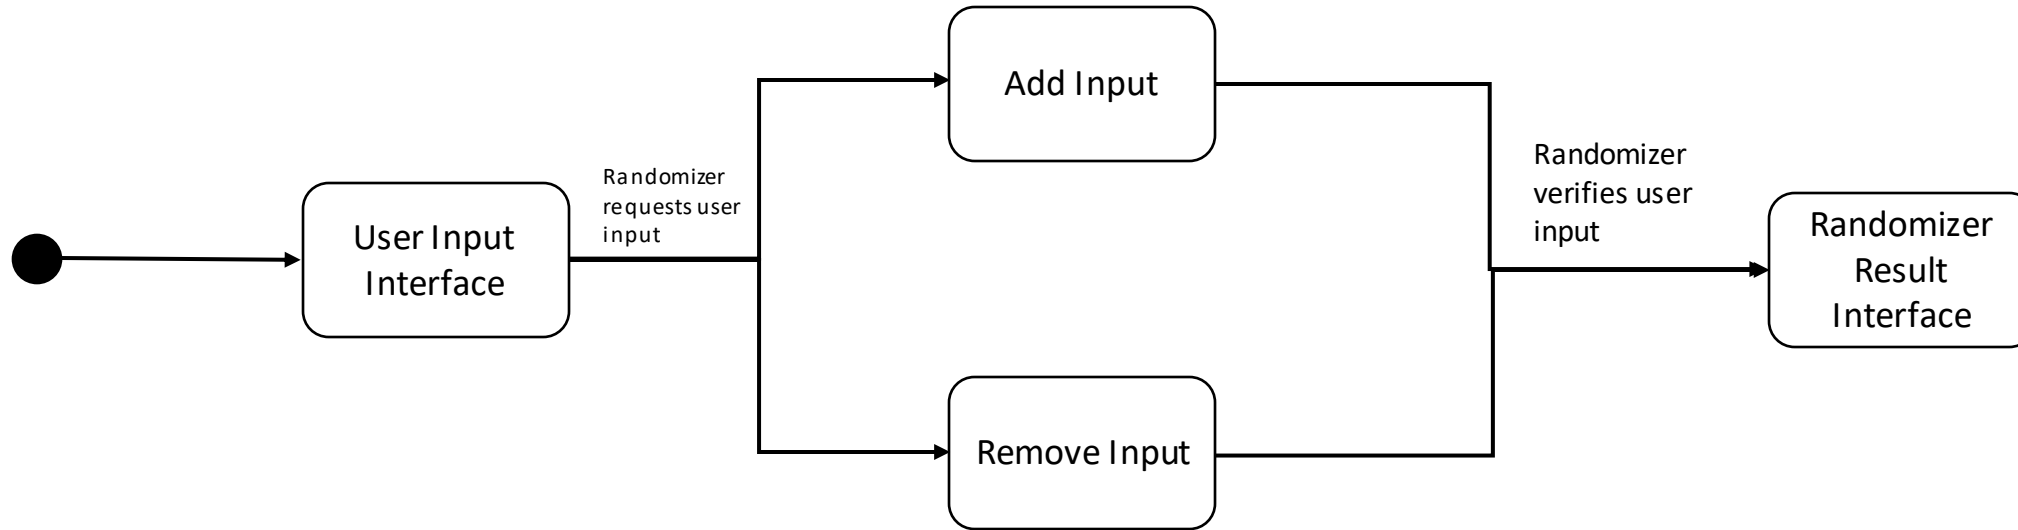 User Input
Interface
Randomizer
requests user
input
Add Input
Remove Input
Randomizer
verifies user
input
Randomizer
Result
Interface